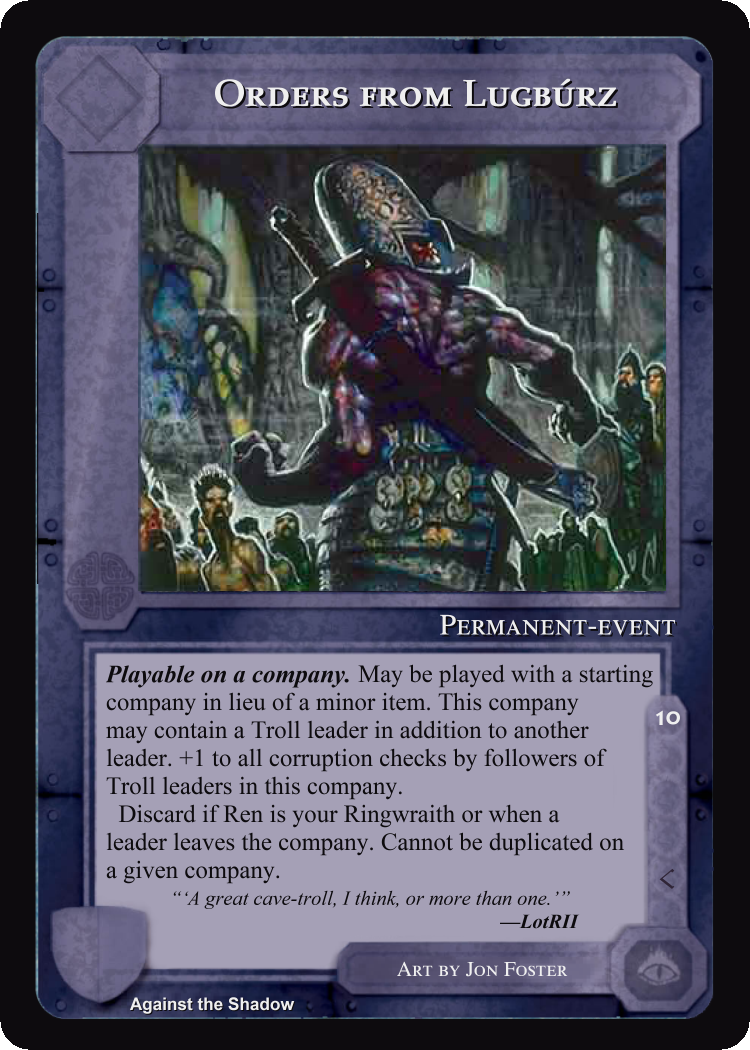 Orders from Lugbúrz
Permanent-event
Playable on a company. May be played with a starting
company in lieu of a minor item. This company
may contain a Troll leader in addition to another
leader. +1 to all corruption checks by followers of
Troll leaders in this company.
Discard if Ren is your Ringwraith or when a
leader leaves the company. Cannot be duplicated on
a given company.
“‘A great cave-troll, I think, or more than one.’”
—LotRII
10
<
Art by Jon Foster
Against the Shadow